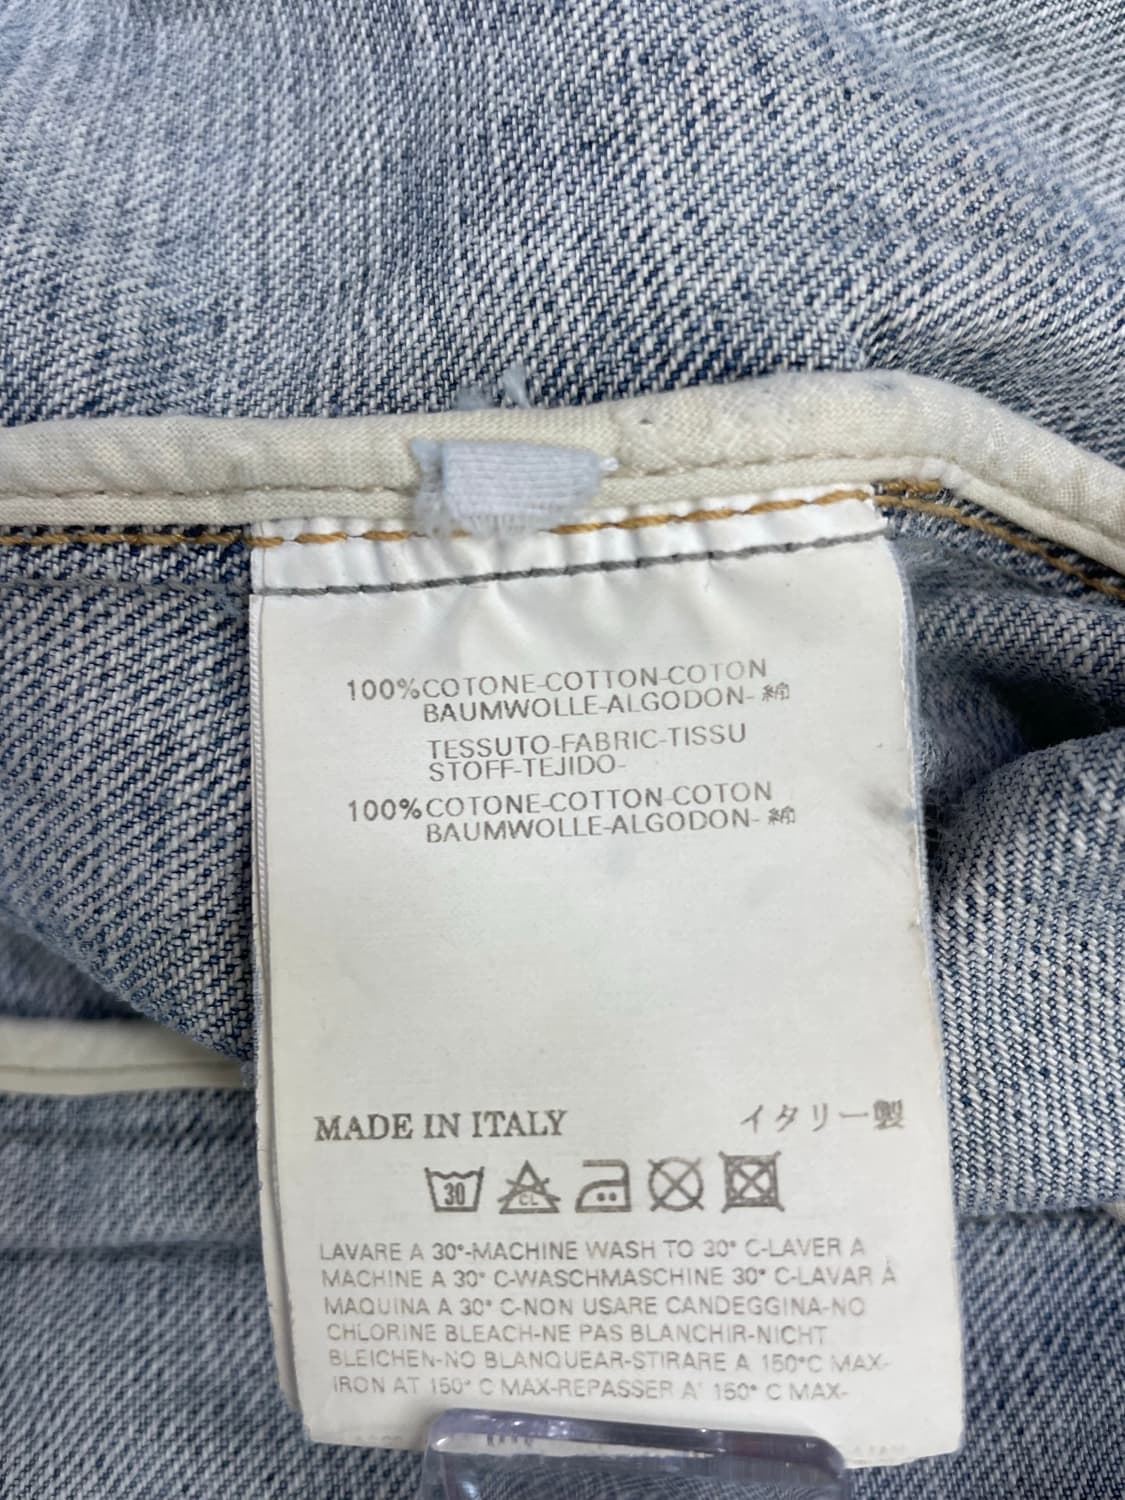 100%COTONE-COTTON-COTON
BAUMWOLLE-ALGODON-綿
TESSUTO-FABRIC-TISSU
STOFF-TEJIDO-
100%COTONE-COTTON-COTON
BAUMWOLLE-ALGODON-綿
MADE IN ITALY イタリー製
30 CL
LAVARE A 30°-MACHINE WASH TO 30° C-LAVER A
MACHINE A 30° C-WASCHMASCHINE 30° C-LAVAR À
MAQUINA A 30° C-NON USARE CANDEGGINA-NO
CHLORINE BLEACH-NE PAS BLANCHIR-NICHT
BLEICHEN-NO BLANQUEAR-STIRARE A 150°C MAX-
IRON AT 150° C MAX-REPASSER A' 150° C MAX-